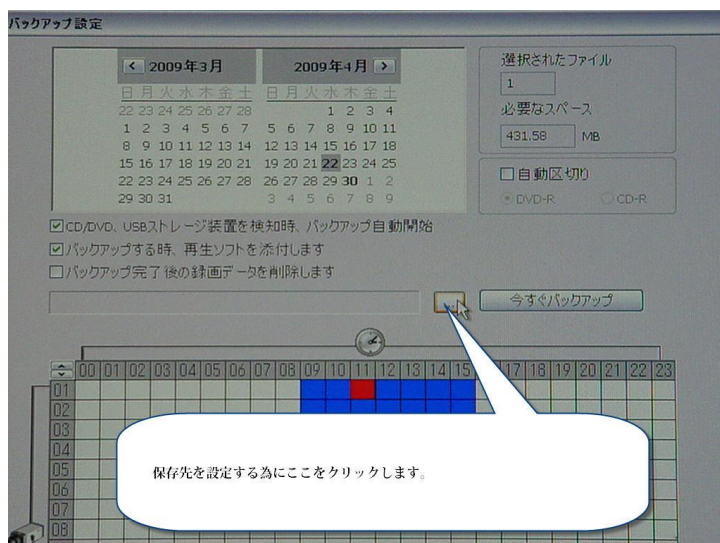 バックアップ設定
2009年3月
日 月 火 水 木 金 土
22 23 24 25 26 27 28
1 2 3 4 5 6 7
8 9 10 11 12 13 14
15 16 17 18 19 20 21
22 23 24 25 26 27 28
29 30 31
2009年4月
日 月 火 水 木 金 土
1 2 3 4
5 6 7 8 9 10 11
12 13 14 15 16 17 18
19 20 21 22 23 24 25
26 27 28 29 30 1 2
3 4 5 6 7 8 9
選択されたファイル
1
必要なスペース
431.58 MB
自動区切り
DVD-R CD-R
CD/DVD、USBストレージ装置を検知時、バックアップ自動開始
バックアップする時、再生ソフトを添付します
バックアップ完了後の録画データを削除します
...
今すぐバックアップ
00 01 02 03 04 05 06 07 08 09 10 11 12 13 14 15 17 18 19 20 21 22 23
01
02
03
04
05
06
07
08
保存先を設定する為にここをクリックします。